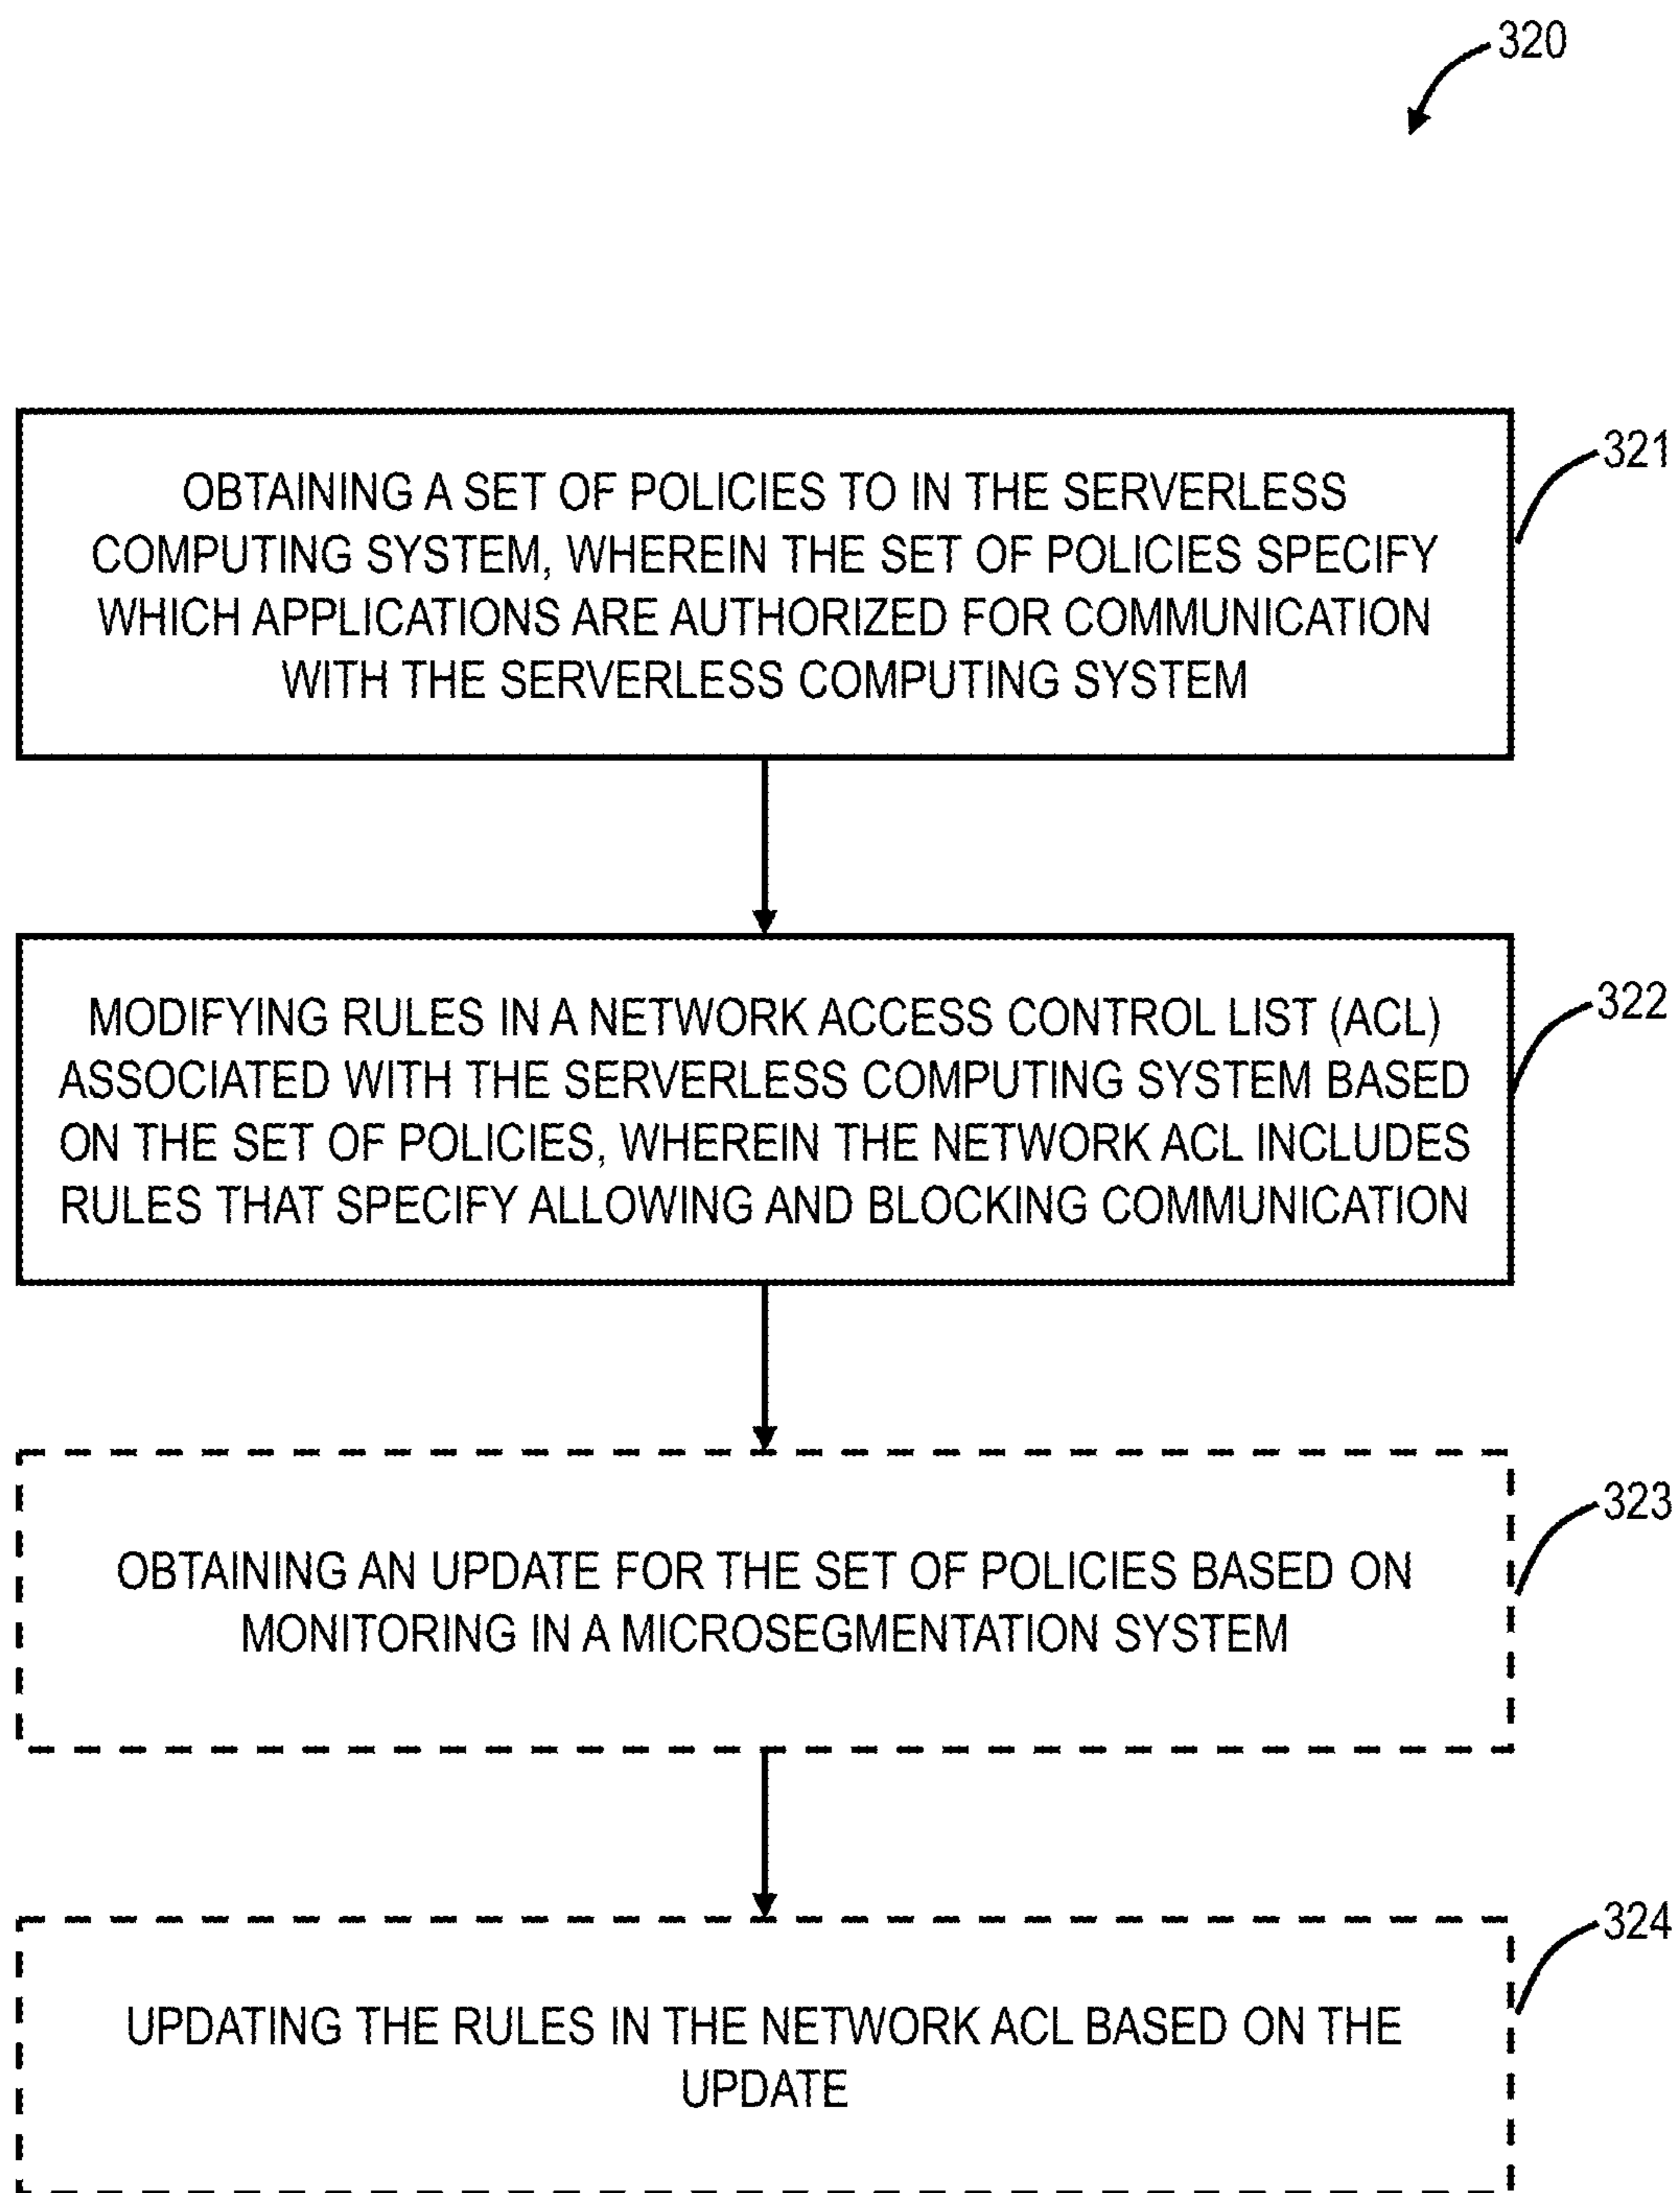 320
OBTAINING A SET OF POLICIES TO IN THE SERVERLESS
COMPUTING SYSTEM, WHEREIN THE SET OF POLICIES SPECIFY
WHICH APPLICATIONS ARE AUTHORIZED FOR COMMUNICATION
WITH THE SERVERLESS COMPUTING SYSTEM
321
MODIFYING RULES IN A NETWORK ACCESS CONTROL LIST (ACL)
ASSOCIATED WITH THE SERVERLESS COMPUTING SYSTEM BASED
ON THE SET OF POLICIES, WHEREIN THE NETWORK ACL INCLUDES
RULES THAT SPECIFY ALLOWING AND BLOCKING COMMUNICATION
322
OBTAINING AN UPDATE FOR THE SET OF POLICIES BASED ON
MONITORING IN A MICROSEGMENTATION SYSTEM
323
UPDATING THE RULES IN THE NETWORK ACL BASED ON THE
UPDATE
324